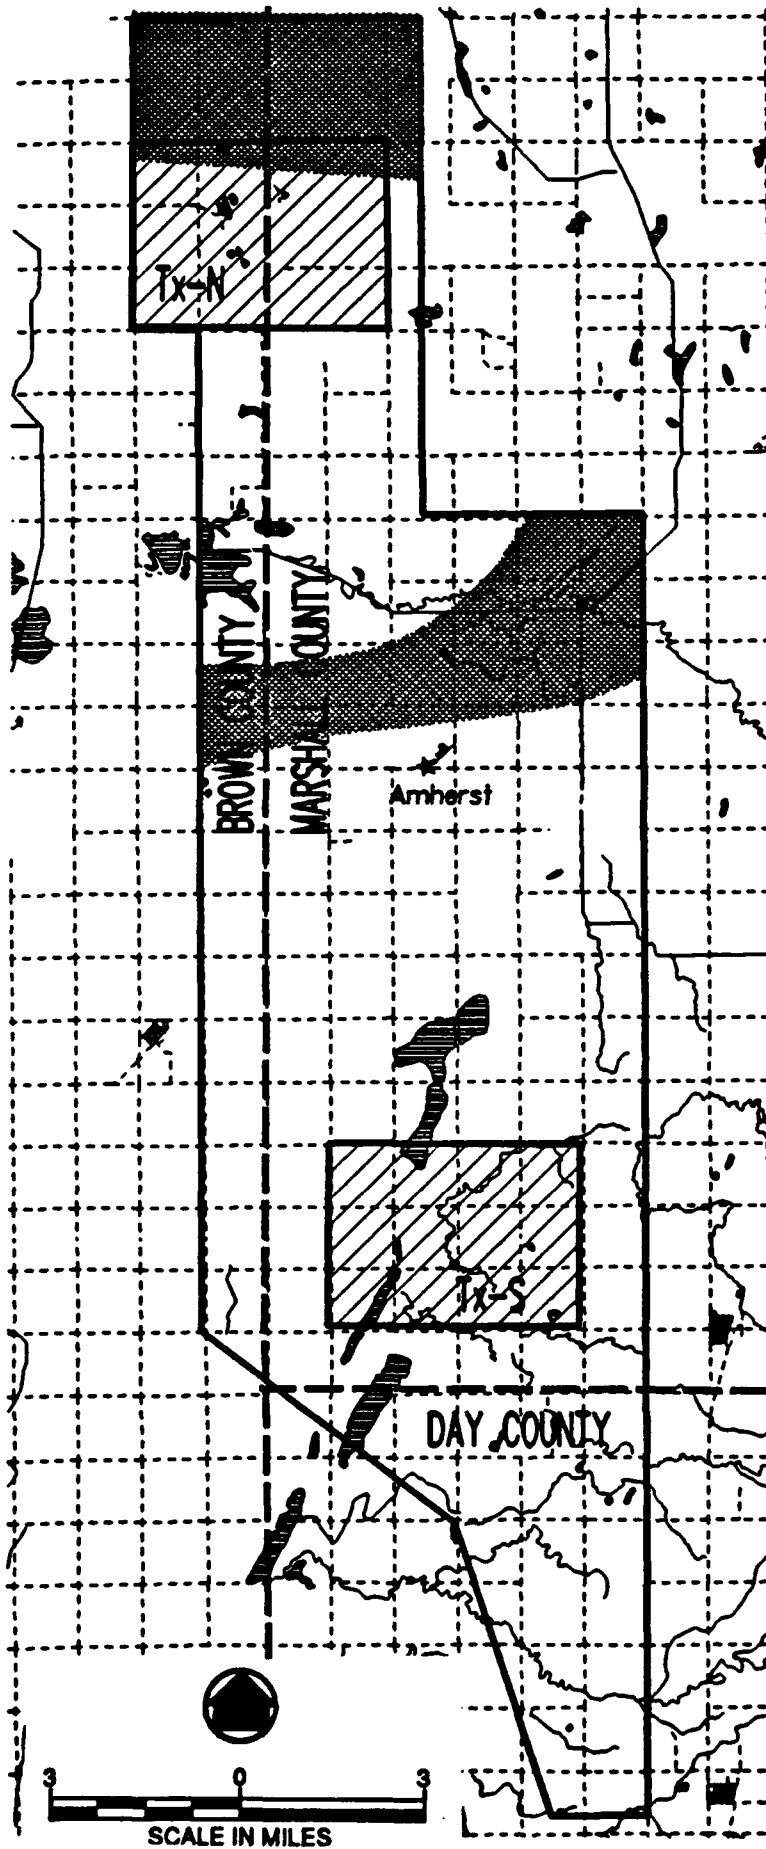 Tx-N
BROWN COUNTY
MARSHALL COUNTY
Amherst
Tx-S
DAY COUNTY
3 0 3
SCALE IN MILES